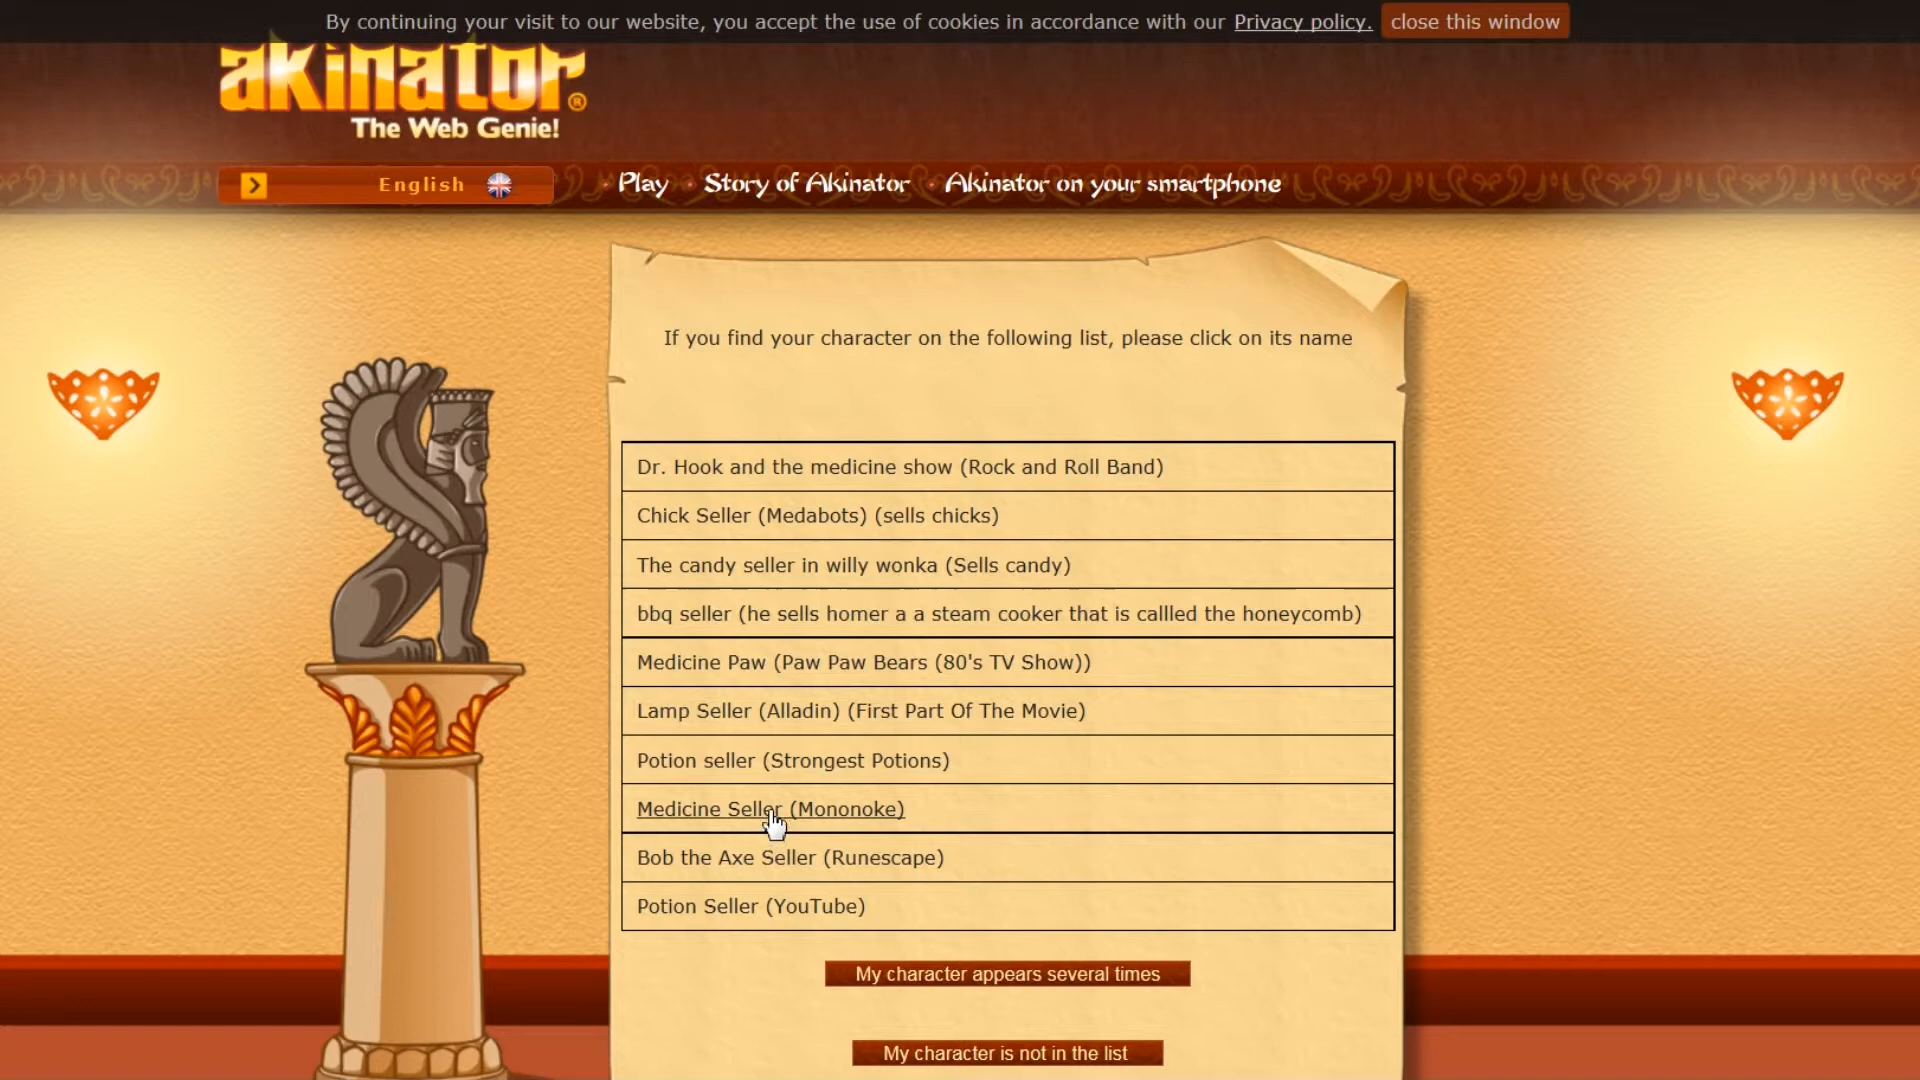 By continuing your visit to our website, you accept the use of cookies in accordance with our Privacy policy. close this window
akinator®
The Web Genie!
English Play Story of Akinator Akinator on your smartphone
If you find your character on the following list, please click on its name
Dr. Hook and the medicine show (Rock and Roll Band)
Chick Seller (Medabots) (sells chicks)
The candy seller in willy wonka (Sells candy)
bbq seller (he sells homer a a steam cooker that is callled the honeycomb)
Medicine Paw (Paw Paw Bears (80's TV Show))
Lamp Seller (Alladin) (First Part Of The Movie)
Potion seller (Strongest Potions)
Medicine Seller (Mononoke)
Bob the Axe Seller (Runescape)
Potion Seller (YouTube)
My character appears several times
My character is not in the list